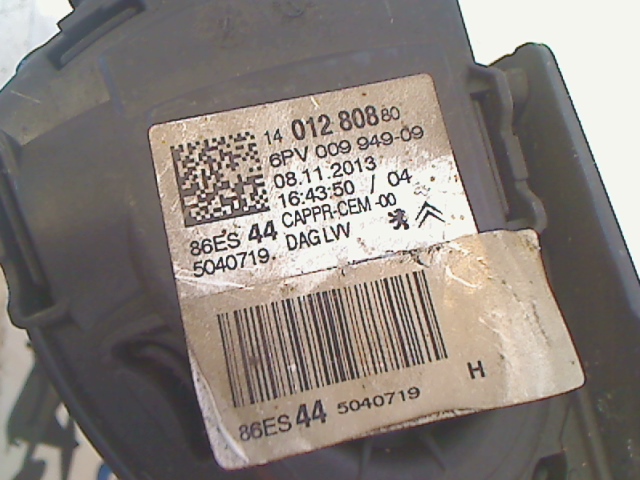 14 012 808 80
6PV 009 949-09
08.11.2013
16:43:50 / 04
CAPPR-CEM -00
86ES 44 DAG LVV
5040719
H
86ES 44 5040719